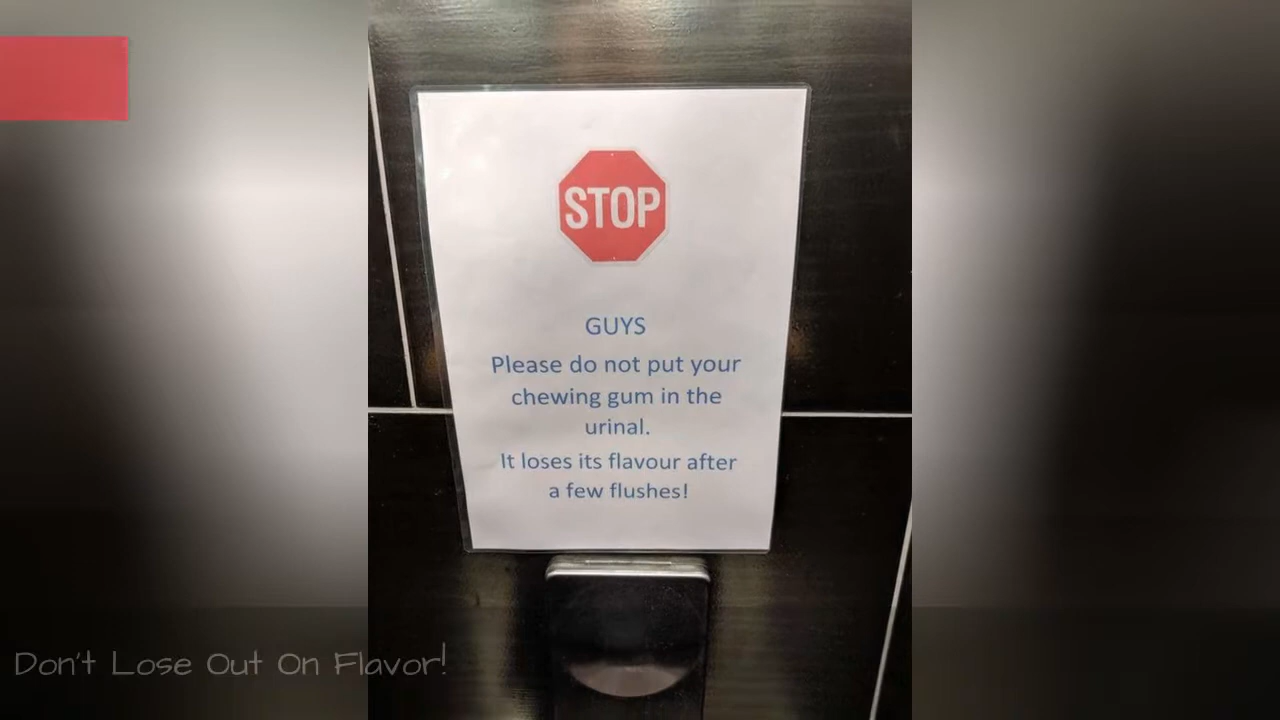 STOP
GUYS
Please do not put your
chewing gum in the
urinal.
It loses its flavour after
a few flushes!
Don't Lose Out On Flavor!